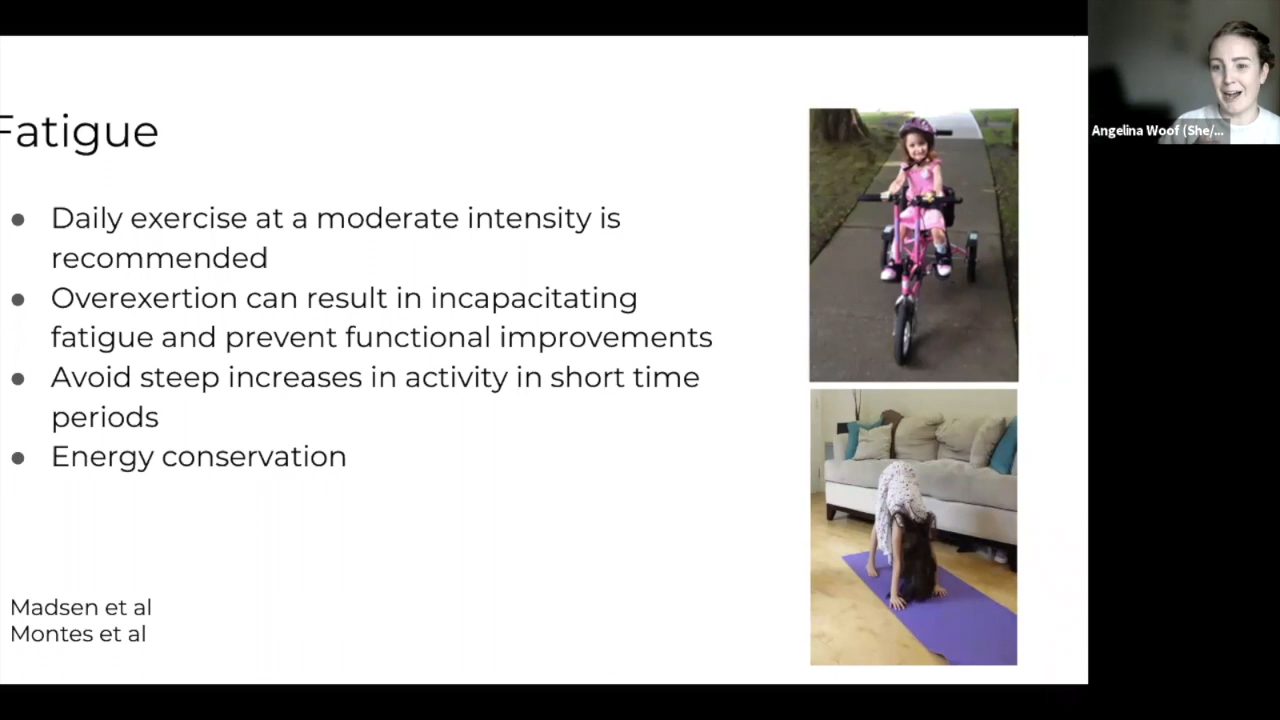 Fatigue
● Daily exercise at a moderate intensity is
recommended
● Overexertion can result in incapacitating
fatigue and prevent functional improvements
● Avoid steep increases in activity in short time
periods
● Energy conservation
Madsen et al
Montes et al
Angelina Woof (She/...